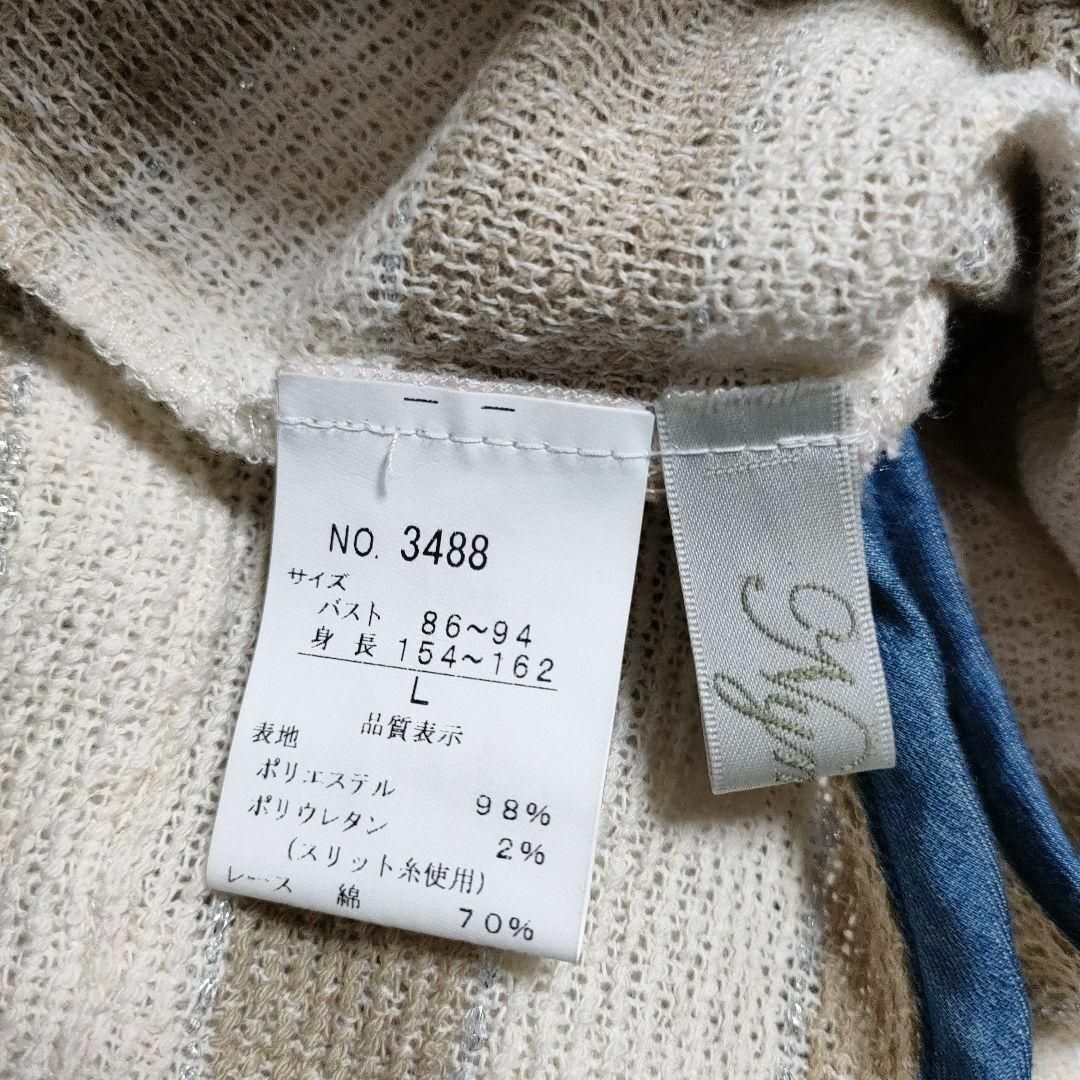 NO. 3488
サイズ
バスト 86~94
身長 154~162
L
品質表示
表地
ポリエステル 98%
ポリウレタン 2%
(スリット糸使用)
レース 綿 70%